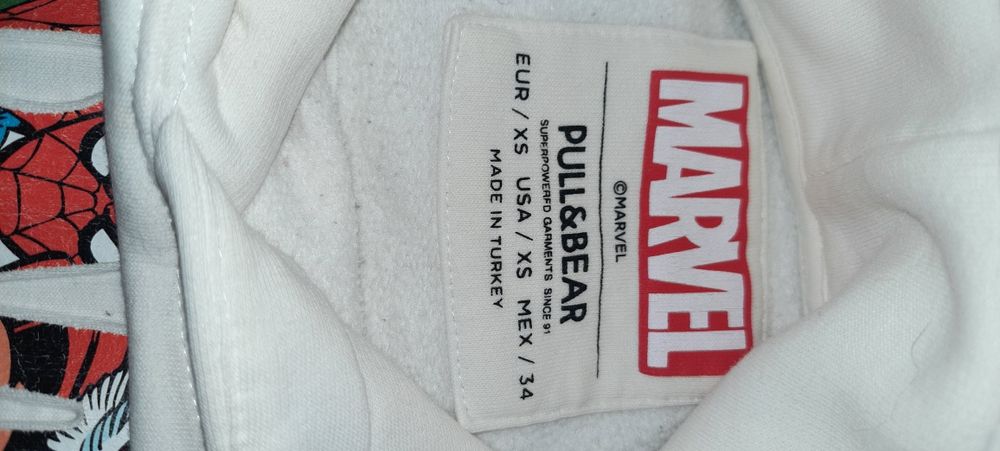 MARVEL
©MARVEL
PULL&BEAR
SUPERPOWERED GARMENTS SINCE 91
EUR / XS USA / XS MEX / 34
MADE IN TURKEY